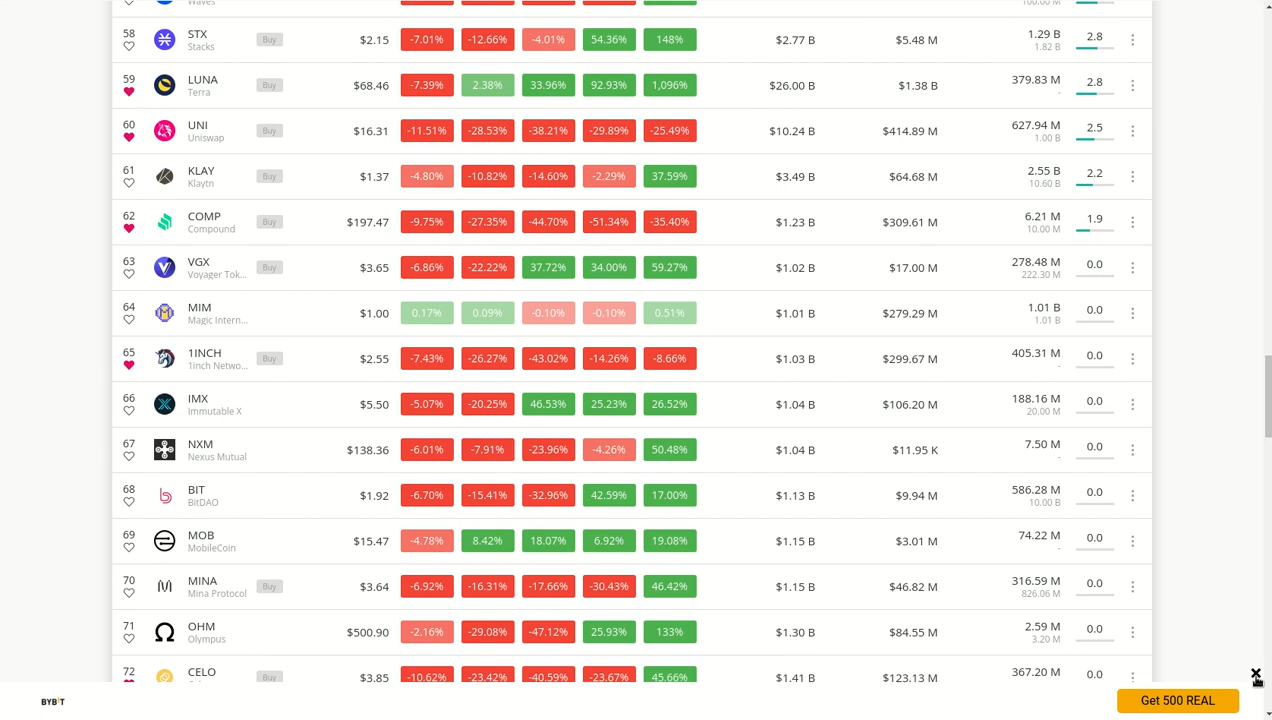 Waves
100.00 M
58 STX Buy $2.15 -7.01% -12.66% -4.01% 54.36% 148% $2.77 B $5.48 M 1.29 B 2.8
Stacks 1.82 B
59 LUNA Buy $68.46 -7.39% 2.38% 33.96% 92.93% 1,096% $26.00 B $1.38 B 379.83 M 2.8
Terra -
60 UNI Buy $16.31 -11.51% -28.53% -38.21% -29.89% -25.49% $10.24 B $414.89 M 627.94 M 2.5
Uniswap 1.00 B
61 KLAY Buy $1.37 -4.80% -10.82% -14.60% -2.29% 37.59% $3.49 B $64.68 M 2.55 B 2.2
Klaytn 10.60 B
62 COMP Buy $197.47 -9.75% -27.35% -44.70% -51.34% -35.40% $1.23 B $309.61 M 6.21 M 1.9
Compound 10.00 M
63 VGX Buy $3.65 -6.86% -22.22% 37.72% 34.00% 59.27% $1.02 B $17.00 M 278.48 M 0.0
Voyager Tok... 222.30 M
64 MIM $1.00 0.17% 0.09% -0.10% -0.10% 0.51% $1.01 B $279.29 M 1.01 B 0.0
Magic Intern... 1.01 B
65 1INCH Buy $2.55 -7.43% -26.27% -43.02% -14.26% -8.66% $1.03 B $299.67 M 405.31 M 0.0
1inch Netwo... -
66 IMX $5.50 -5.07% -20.25% 46.53% 25.23% 26.52% $1.04 B $106.20 M 188.16 M 0.0
Immutable X 20.00 M
67 NXM $138.36 -6.01% -7.91% -23.96% -4.26% 50.48% $1.04 B $11.95 K 7.50 M 0.0
Nexus Mutual -
68 BIT $1.92 -6.70% -15.41% -32.96% 42.59% 17.00% $1.13 B $9.94 M 586.28 M 0.0
BitDAO 10.00 B
69 MOB $15.47 -4.78% 8.42% 18.07% 6.92% 19.08% $1.15 B $3.01 M 74.22 M 0.0
MobileCoin -
70 MINA Buy $3.64 -6.92% -16.31% -17.66% -30.43% 46.42% $1.15 B $46.82 M 316.59 M 0.0
Mina Protocol 826.06 M
71 OHM $500.90 -2.16% -29.08% -47.12% 25.93% 133% $1.30 B $84.55 M 2.59 M 0.0
Olympus 3.20 M
72 CELO Buy $3.85 -10.62% -23.42% -40.59% -23.67% 45.66% $1.41 B $123.13 M 367.20 M 0.0
BYBIT Get 500 REAL